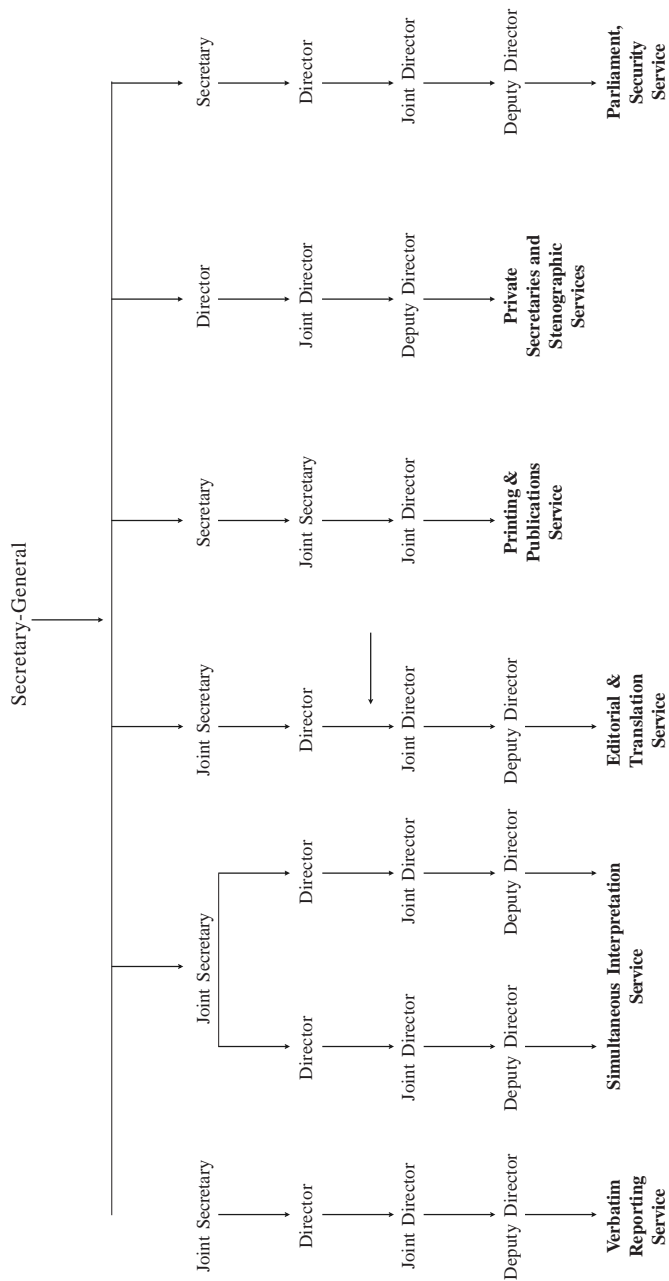 Secretary-General
Joint Secretary
Joint Secretary
Joint Secretary
Secretary
Director
Secretary
Director
Director
Director
Director
Joint Secretary
Joint Director
Director
Joint Director
Joint Director
Joint Director
Joint Director
Joint Director
Deputy Director
Joint Director
Deputy Director
Deputy Director
Deputy Director
Deputy Director
Deputy Director
Verbatim
Reporting
Service
Simultaneous Interpretation
Service
Editorial &
Translation
Service
Printing &
Publications
Service
Private
Secretaries and
Stenographic
Services
Parliament,
Security
Service